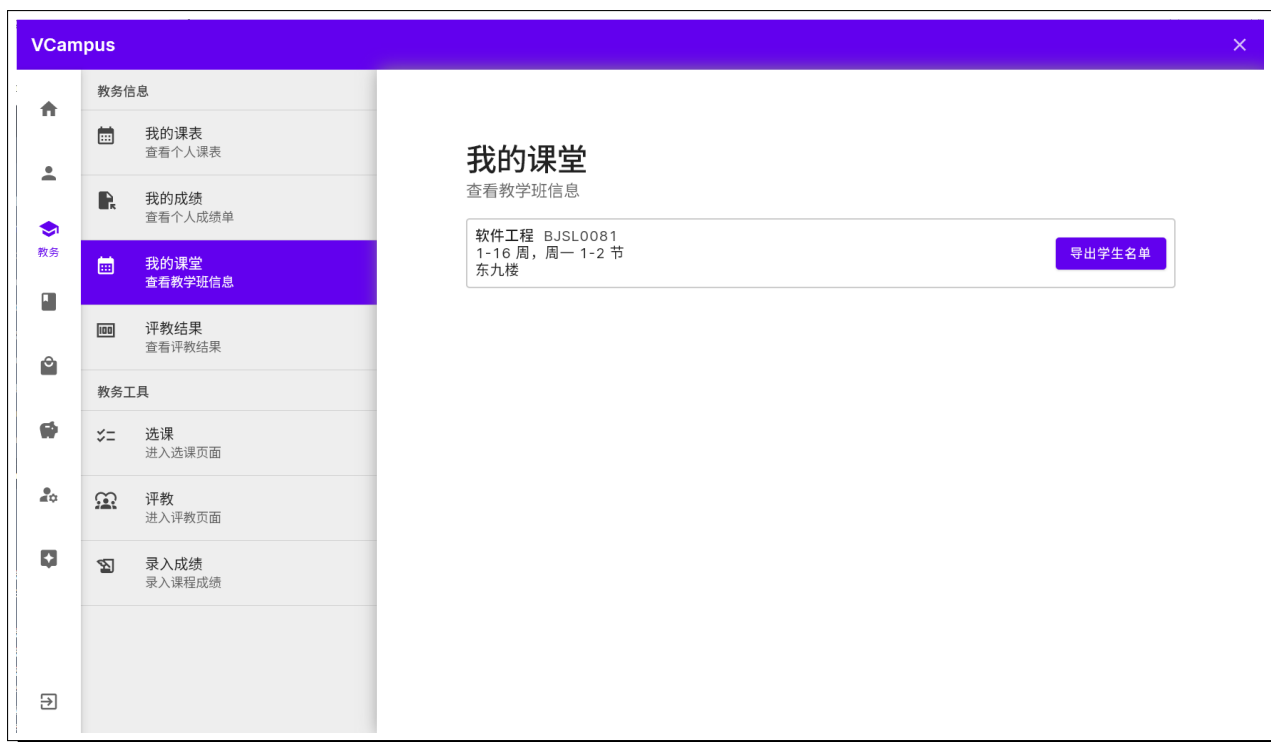 VCampus
教务
教务信息
我的课表
查看个人课表
我的成绩
查看个人成绩单
我的课堂
查看教学班信息
评教结果
查看评教结果
教务工具
选课
进入选课页面
评教
进入评教页面
录入成绩
录入课程成绩
我的课堂
查看教学班信息
软件工程 BJSL0081
1-16 周，周一 1-2 节
东九楼
导出学生名单